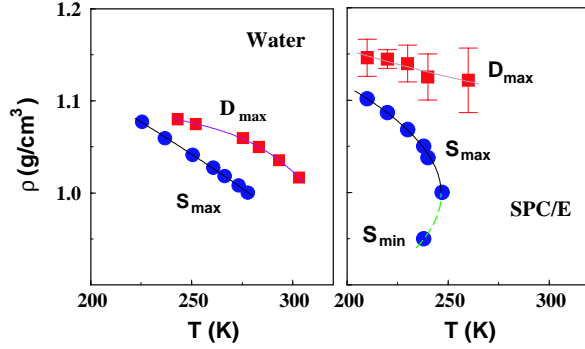 1.2
1.1
1.0
ρ (g/cm³)
Water
D max
S max
200
250
300
T (K)
D max
S max
S min
SPC/E
200
250
300
T (K)